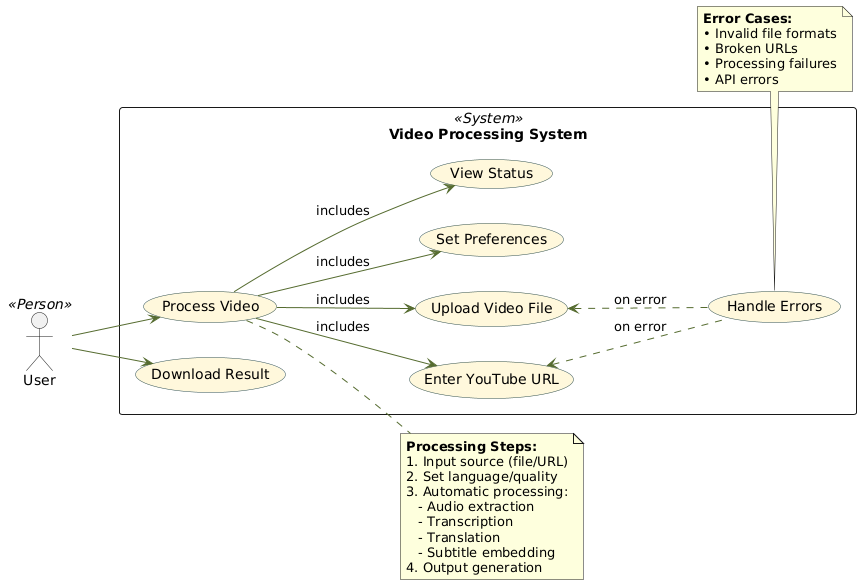 Error Cases:
• Invalid file formats
• Broken URLs
• Processing failures
• API errors
«System»
Video Processing System
View Status
includes
Set Preferences
includes
«Person»
User
Process Video
includes
Upload Video File
on error
Handle Errors
includes
on error
Download Result
Enter YouTube URL
Processing Steps:
1. Input source (file/URL)
2. Set language/quality
3. Automatic processing:
- Audio extraction
- Transcription
- Translation
- Subtitle embedding
4. Output generation